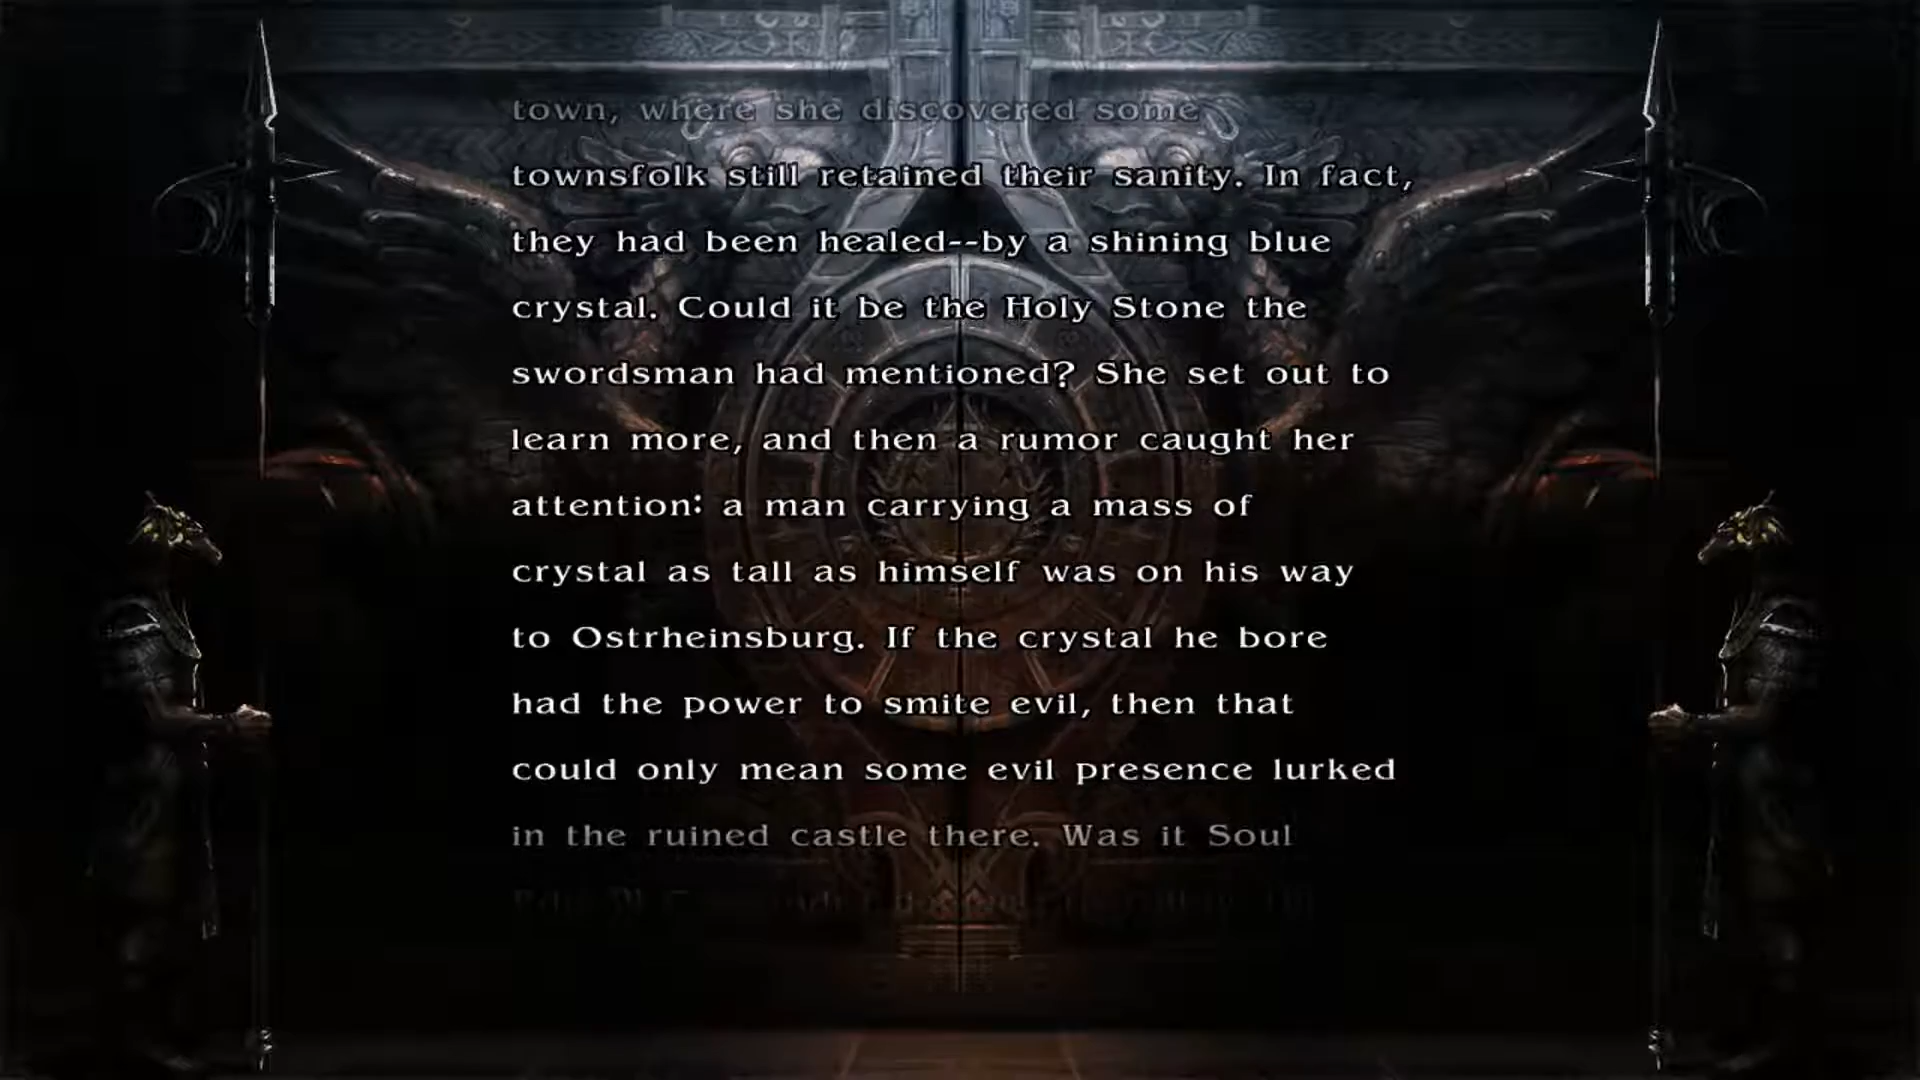 town, where she discovered some
townsfolk still retained their sanity. In fact,
they had been healed--by a shining blue
crystal. Could it be the Holy Stone the
swordsman had mentioned? She set out to
learn more, and then a rumor caught her
attention: a man carrying a mass of
crystal as tall as himself was on his way
to Ostrheinsburg. If the crystal he bore
had the power to smite evil, then that
could only mean some evil presence lurked
in the ruined castle there. Was it Soul